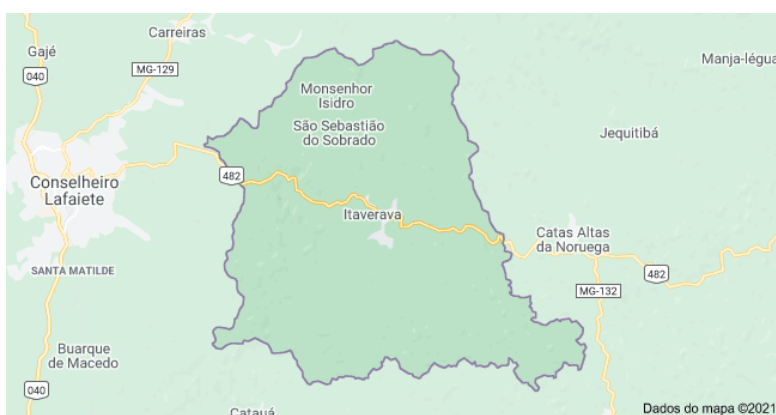 Carreiras
Gajé
040
MG-129
Manja-légua
Monsenhor
Isidro
São Sebastião
do Sobrado
Jequitibá
482
Conselheiro
Lafaiete
Itaverava
Catas Altas
da Noruega
SANTA MATILDE
482
MG-132
Buarque
de Macedo
040
Catauá
Dados do mapa ©2021